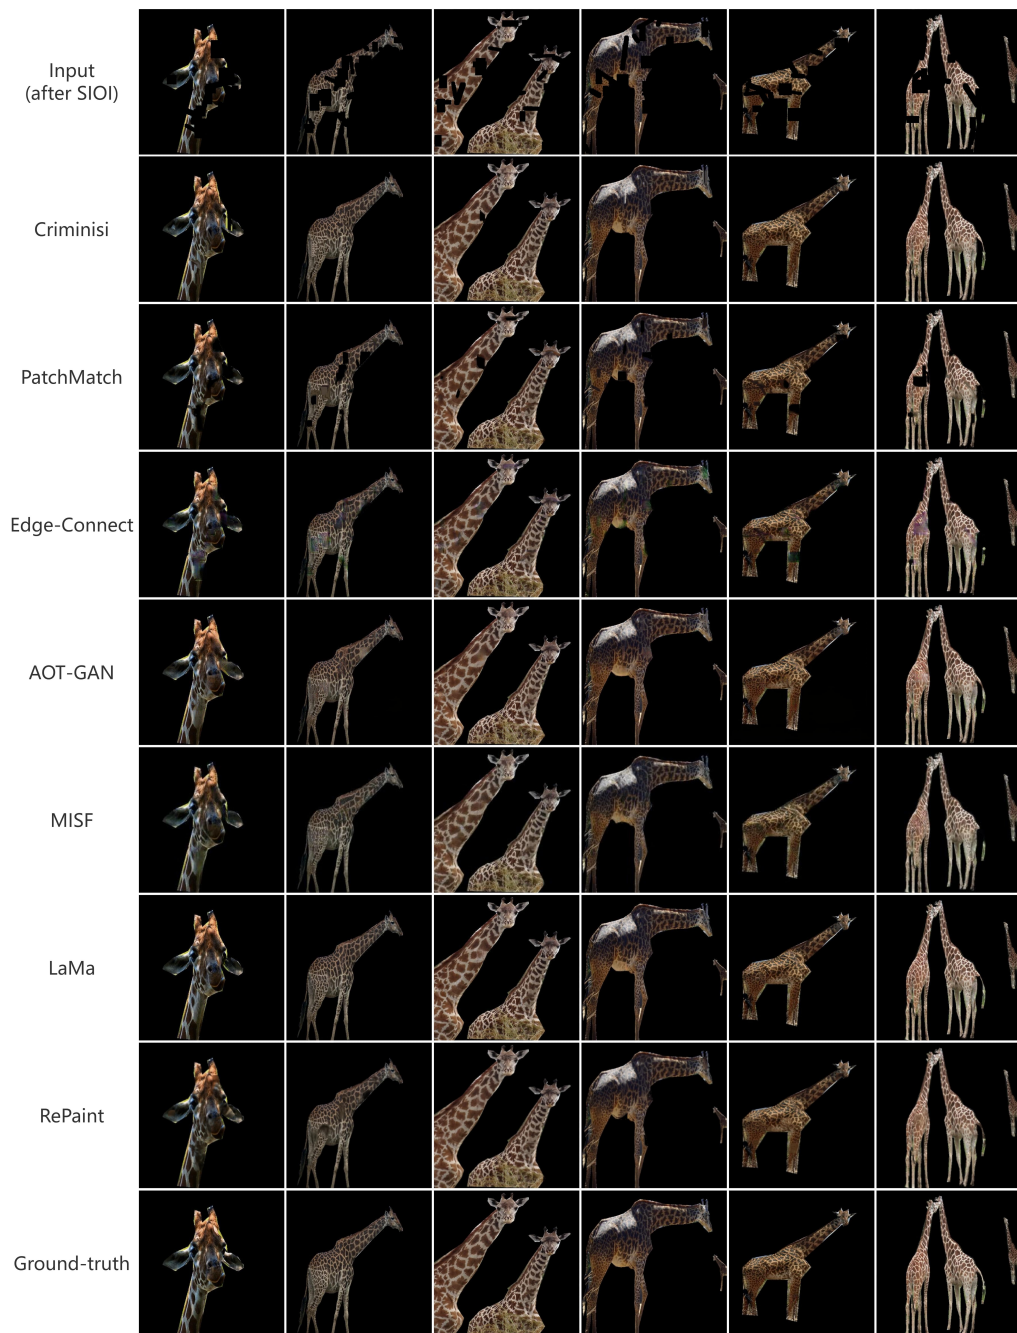 Input
(after SIOI)
Criminisi
PatchMatch
Edge-Connect
AOT-GAN
MISF
LaMa
RePaint
Ground-truth